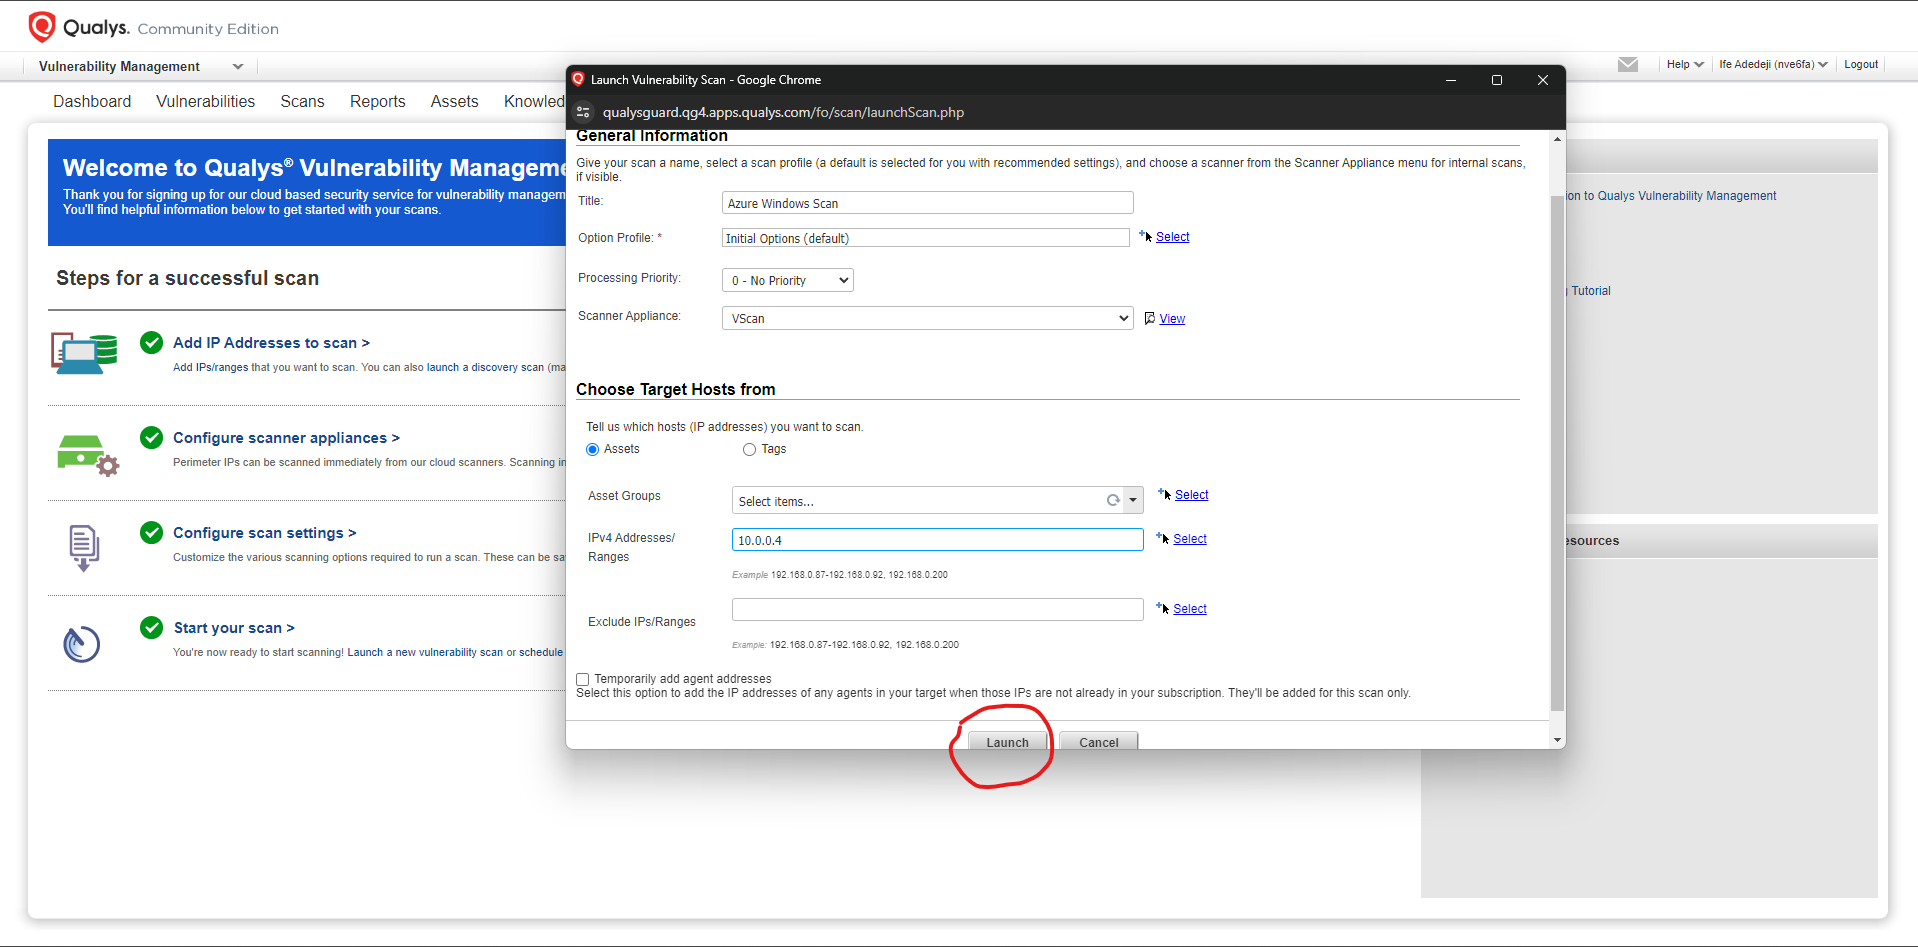 Qualys. Community Edition
Vulnerability Management
Help
Ife Adedeji (nve6fa)
Logout
Dashboard Vulnerabilities Scans Reports Assets Knowled
Welcome to Qualys® Vulnerability Manageme
Thank you for signing up for our cloud based security service for vulnerability managem
You'll find helpful information below to get started with your scans.
Steps for a successful scan
Add IP Addresses to scan >
Add IPs/ranges that you want to scan. You can also launch a discovery scan (ma
Configure scanner appliances >
Perimeter IPs can be scanned immediately from our cloud scanners. Scanning in
Configure scan settings >
Customize the various scanning options required to run a scan. These can be sa
Start your scan >
You're now ready to start scanning! Launch a new vulnerability scan or schedule
Launch Vulnerability Scan - Google Chrome
qualysguard.qg4.apps.qualys.com/fo/scan/launchScan.php
General Information
Give your scan a name, select a scan profile (a default is selected for you with recommended settings), and choose a scanner from the Scanner Appliance menu for internal scans,
if visible.
Title: Azure Windows Scan
Option Profile: * Initial Options (default) Select
Processing Priority: 0 - No Priority
Scanner Appliance: VScan View
Choose Target Hosts from
Tell us which hosts (IP addresses) you want to scan.
Assets Tags
Asset Groups Select items... Select
IPv4 Addresses/
Ranges
10.0.0.4 Select
Example 192.168.0.87-192.168.0.92, 192.168.0.200
Exclude IPs/Ranges Select
Example: 192.168.0.87-192.168.0.92, 192.168.0.200
Temporarily add agent addresses
Select this option to add the IP addresses of any agents in your target when those IPs are not already in your subscription. They'll be added for this scan only.
Launch Cancel
ion to Qualys Vulnerability Management
Tutorial
esources